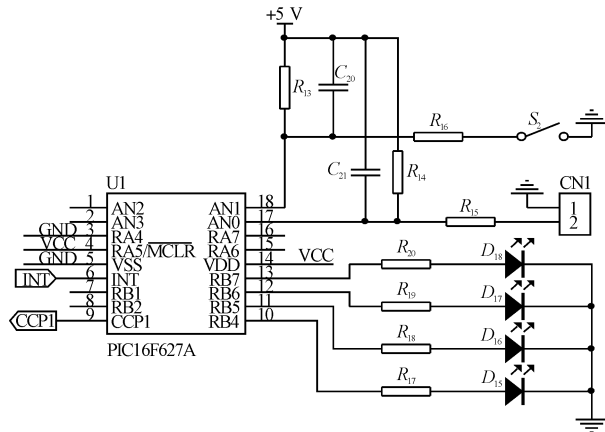 +5 V
R13
C20
R16
S2
C21
R14
U1
CN1
1 AN2 AN1 18
2 AN3 AN0 17
GND 3 RA4 RA7 16
VCC 4 RA5/MCLR RA6 15
GND 5 VSS VDD 14 VCC
INT 6 INT RB7 13
7 RB1 RB6 12
8 RB2 RB5 11
CCP1 9 CCP1 RB4 10
PIC16F627A
R15
1
2
R20 D18
R19 D17
R18 D16
R17 D15